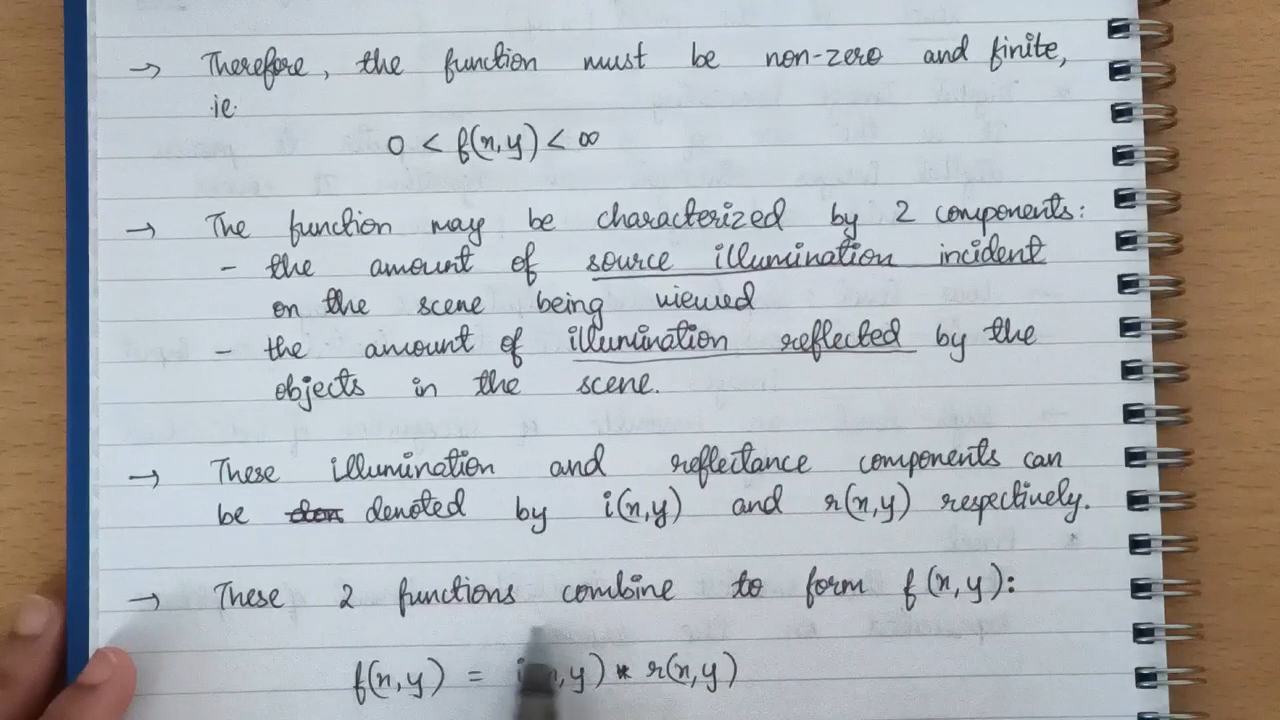 → Therefore, the function must be non-zero and finite,
ie.
0 < f(x,y) < ∞
→ The function may be characterized by 2 components:
- the amount of source illumination incident
on the scene being viewed
- the amount of illumination reflected by the
objects in the scene.
→ These illumination and reflectance components can
be denoted by i(x,y) and r(x,y) respectively.
→ These 2 functions combine to form f(x,y):
f(x,y) = i(x,y) * r(x,y)